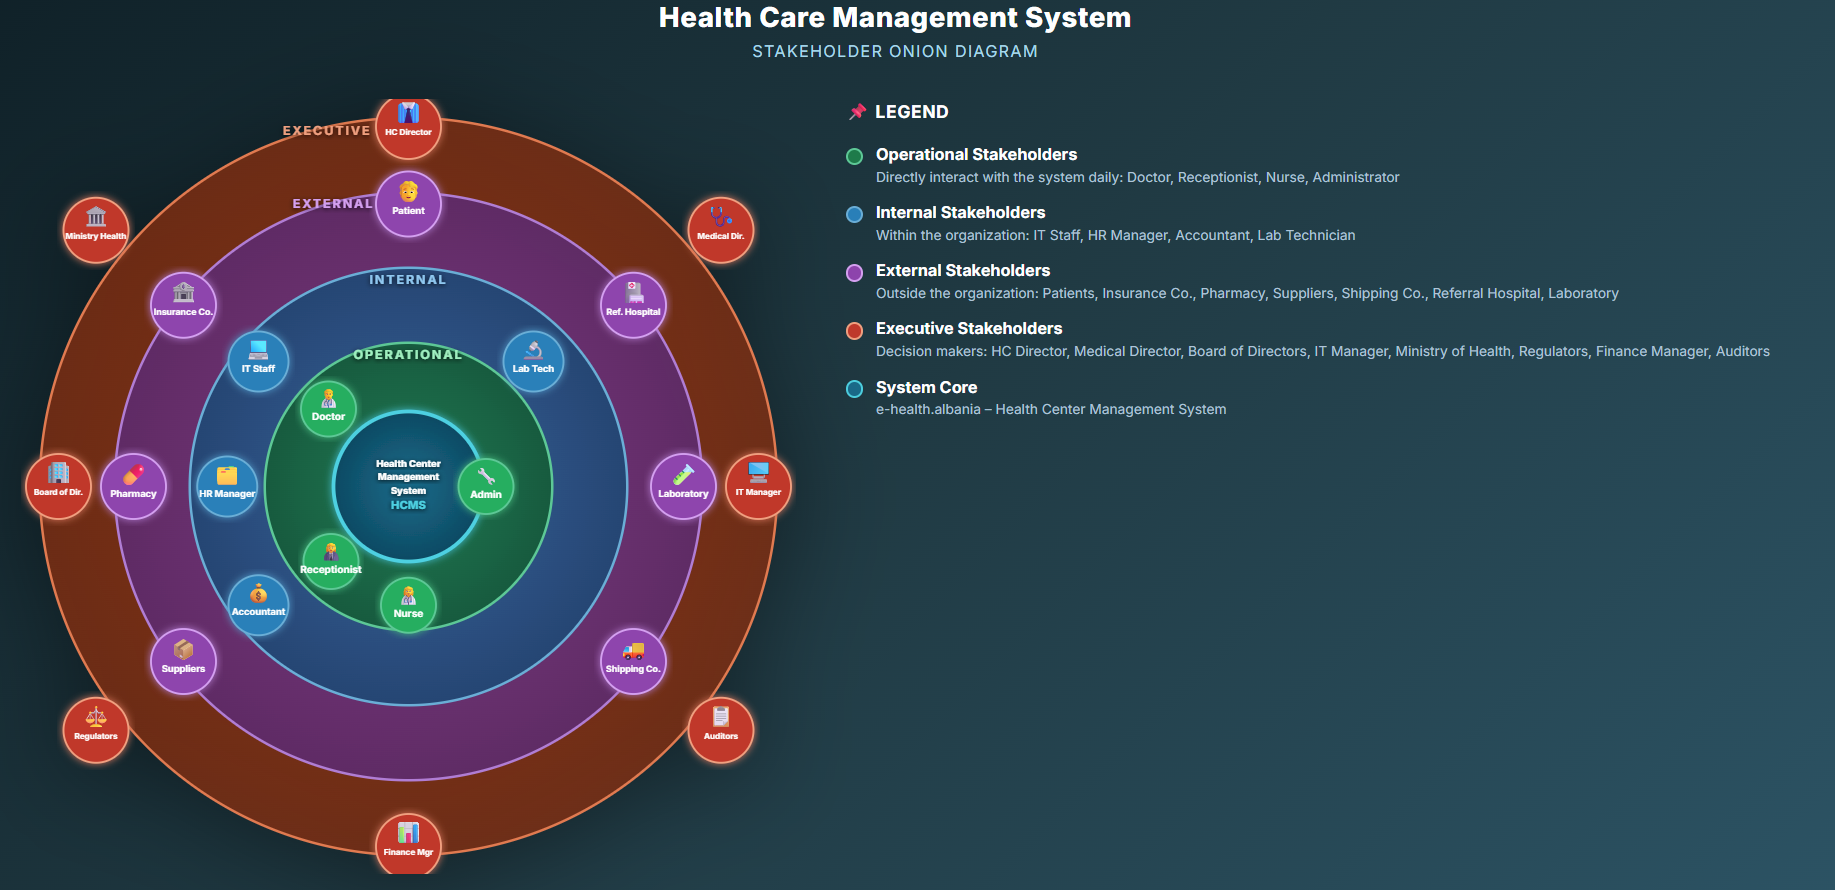 Health Care Management System
STAKEHOLDER ONION DIAGRAM
HC Director
EXECUTIVE
Patient
EXTERNAL
Ministry Health
Medical Dir.
INTERNAL
Insurance Co.
Ref. Hospital
OPERATIONAL
IT Staff
Lab Tech
Doctor
Health Center
Management
System
HCMS
Board of Dir.
Pharmacy
HR Manager
Admin
Laboratory
IT Manager
Receptionist
Accountant
Nurse
Suppliers
Shipping Co.
Regulators
Auditors
Finance Mgr
LEGEND
Operational Stakeholders
Directly interact with the system daily: Doctor, Receptionist, Nurse, Administrator
Internal Stakeholders
Within the organization: IT Staff, HR Manager, Accountant, Lab Technician
External Stakeholders
Outside the organization: Patients, Insurance Co., Pharmacy, Suppliers, Shipping Co., Referral Hospital, Laboratory
Executive Stakeholders
Decision makers: HC Director, Medical Director, Board of Directors, IT Manager, Ministry of Health, Regulators, Finance Manager, Auditors
System Core
e-health.albania – Health Center Management System